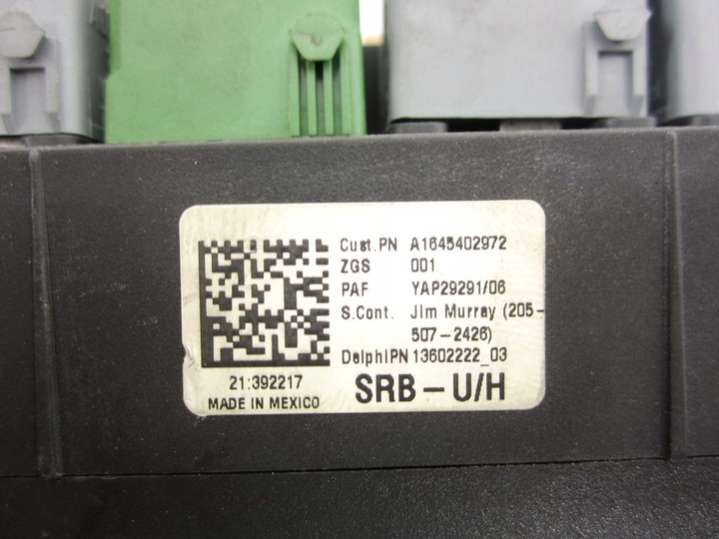 Cust.PN A1645402972
ZGS 001
PAF YAP29291/06
S.Cont. Jim Murray (205-
507-2426)
DelphiPN 13602222_03
21:392217
MADE IN MEXICO
SRB-U/H